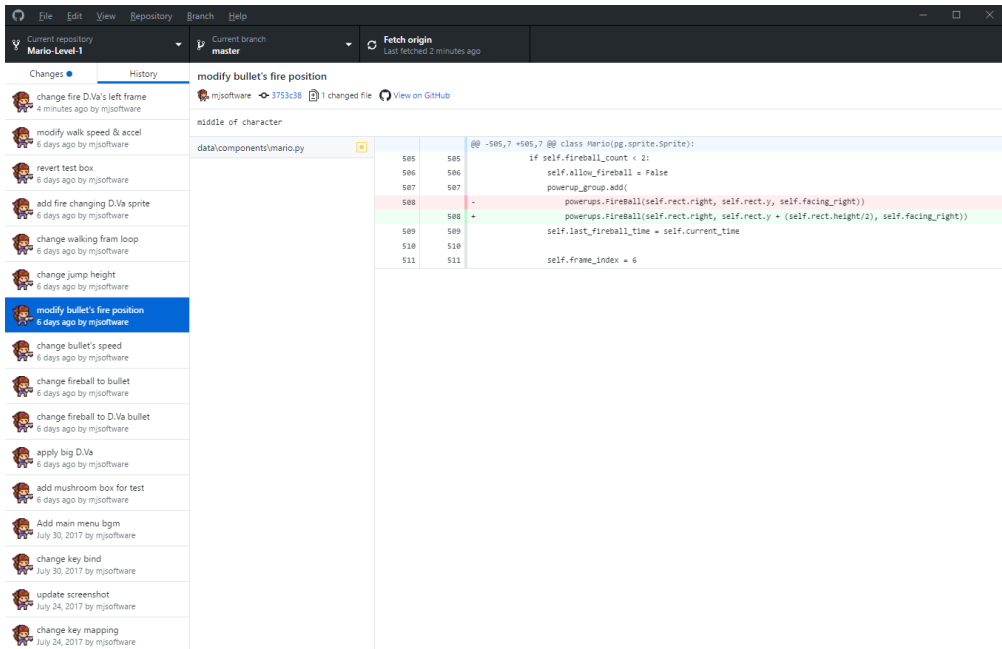 File Edit View Repository Branch Help
Current repository
Mario-Level-1
Current branch
master
Fetch origin
Last fetched 2 minutes ago
Changes
History
change fire D.Va's left frame
4 minutes ago by mjsoftware
modify walk speed & accel
6 days ago by mjsoftware
revert test box
6 days ago by mjsoftware
add fire changing D.Va sprite
6 days ago by mjsoftware
change walking fram loop
6 days ago by mjsoftware
change jump height
6 days ago by mjsoftware
modify bullet's fire position
6 days ago by mjsoftware
change bullet's speed
6 days ago by mjsoftware
change fireball to bullet
6 days ago by mjsoftware
change fireball to D.Va bullet
6 days ago by mjsoftware
apply big D.Va
6 days ago by mjsoftware
add mushroom box for test
6 days ago by mjsoftware
Add main menu bgm
July 30, 2017 by mjsoftware
change key bind
July 30, 2017 by mjsoftware
update screenshot
July 24, 2017 by mjsoftware
change key mapping
July 24, 2017 by mjsoftware
modify bullet's fire position
mjsoftware 3753c38 1 changed file View on GitHub
middle of character
data\components\mario.py
@@ -505,7 +505,7 @@ class Mario(pg.sprite.Sprite):
505 505 if self.fireball_count < 2:
506 506 self.allow_fireball = False
507 507 powerup_group.add(
508 - powerups.FireBall(self.rect.right, self.rect.y, self.facing_right))
508 + powerups.FireBall(self.rect.right, self.rect.y + (self.rect.height/2), self.facing_right))
509 509 self.last_fireball_time = self.current_time
510 510
511 511 self.frame_index = 6